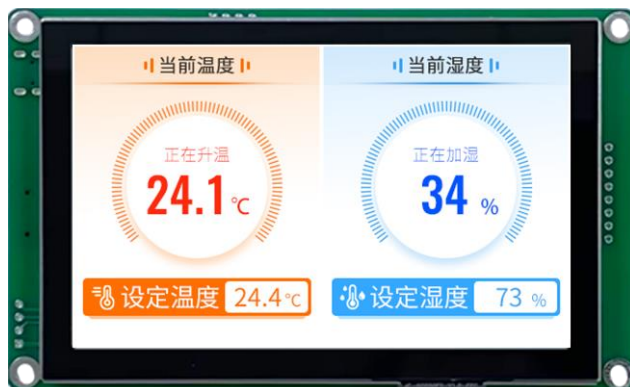 当前温度
正在升温
24.1℃
设定温度 24.4℃
当前湿度
正在加湿
34 %
设定湿度 73 %